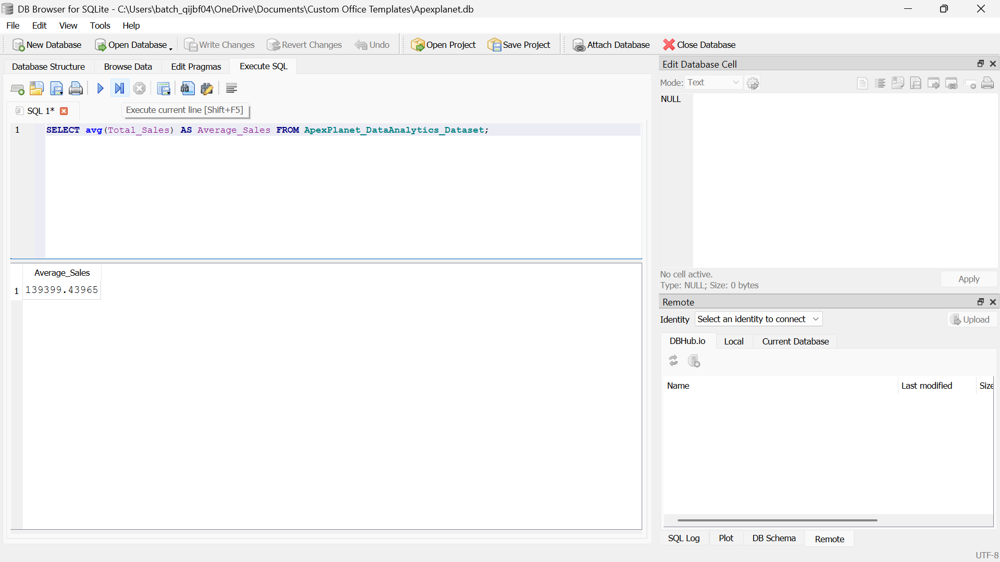 DB Browser for SQLite - C:\Users\batch_qijbf04\OneDrive\Documents\Custom Office Templates\Apexplanet.db
File Edit View Tools Help
New Database Open Database Write Changes Revert Changes Undo Open Project Save Project Attach Database Close Database
Database Structure Browse Data Edit Pragmas Execute SQL
SQL 1*
Execute current line [Shift+F5]
1 SELECT avg(Total_Sales) AS Average_Sales FROM ApexPlanet_DataAnalytics_Dataset;
Average_Sales
1 139399.43965
Edit Database Cell
Mode: Text
NULL
No cell active.
Type: NULL; Size: 0 bytes
Apply
Remote
Identity Select an identity to connect Upload
DBHub.io Local Current Database
Name Last modified Size
SQL Log Plot DB Schema Remote
UTF-8